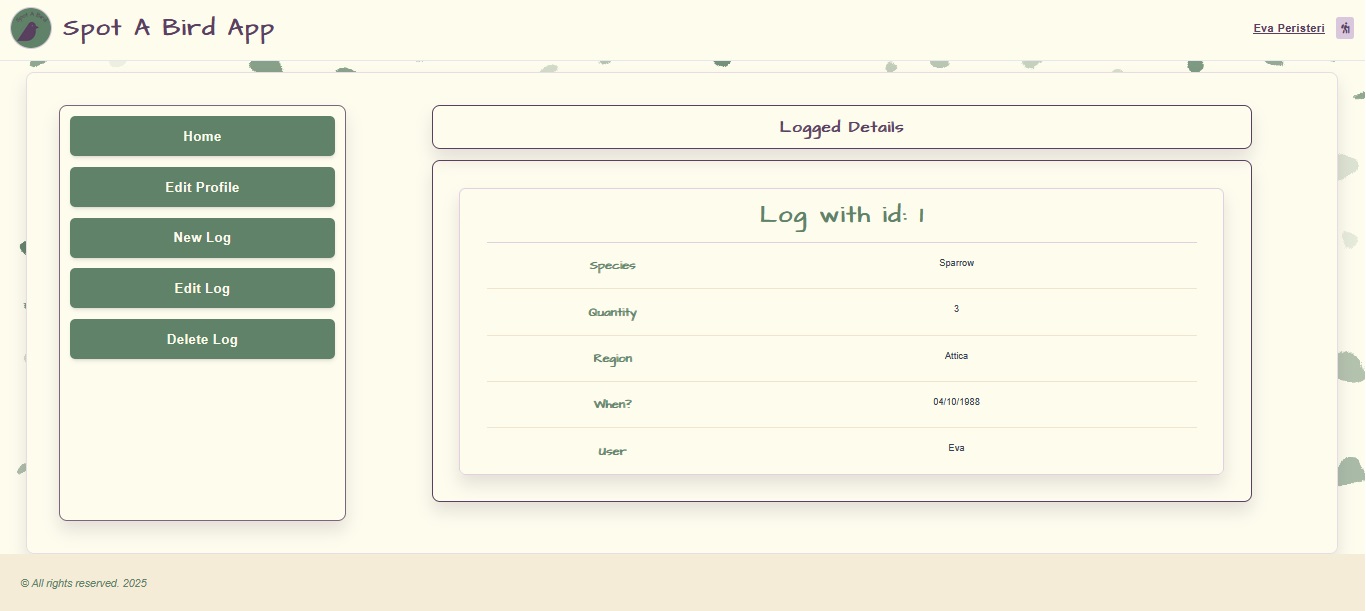 Spot A Bird App
Eva Peristeri
Home
Edit Profile
New Log
Edit Log
Delete Log
Logged Details
Log with id: 1
Species Sparrow
Quantity 3
Region Attica
When? 04/10/1988
User Eva
© All rights reserved. 2025